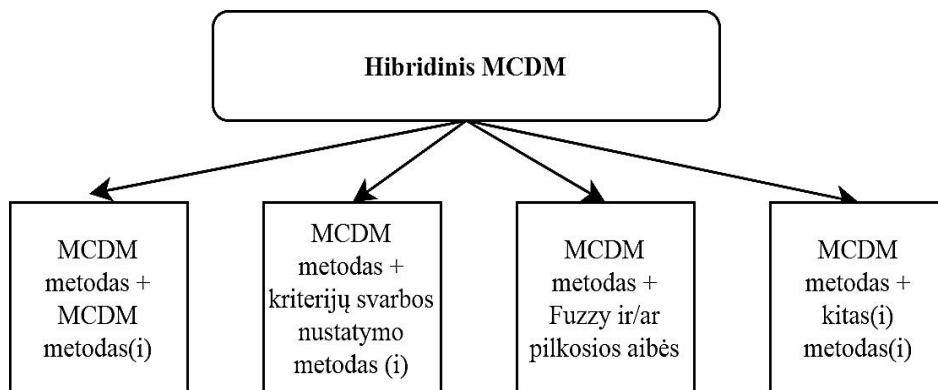 Hibridinis MCDM
MCDM
metodas +
MCDM
metodas(i)
MCDM
metodas +
kriterijų svarbos
nustatymo
metodas (i)
MCDM
metodas +
Fuzzy ir/ar
pilkosios aibės
MCDM
metodas +
kitas(i)
metodas(i)